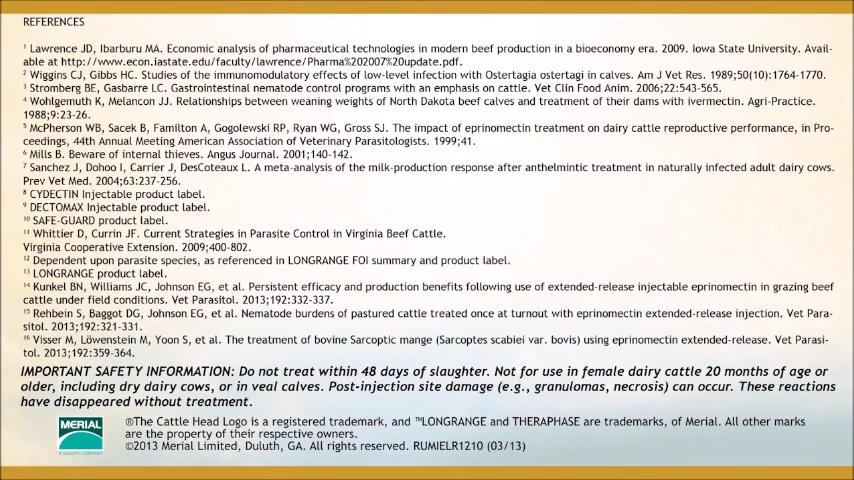 REFERENCES
¹ Lawrence JD, Ibarburu MA. Economic analysis of pharmaceutical technologies in modern beef production in a bioeconomy era. 2009. Iowa State University. Avail-
able at http://www.econ.iastate.edu/faculty/lawrence/Pharma%202007%20update.pdf.
² Wiggins CJ, Gibbs HC. Studies of the immunomodulatory effects of low-level infection with Ostertagia ostertagi in calves. Am J Vet Res. 1989;50(10):1764-1770.
³ Stromberg BE, Gasbarre LC. Gastrointestinal nematode control programs with an emphasis on cattle. Vet Clin Food Anim. 2006;22:543-565.
⁴ Wohlgemuth K, Melancon JJ. Relationships between weaning weights of North Dakota beef calves and treatment of their dams with ivermectin. Agri-Practice.
1988;9:23-26.
⁵ McPherson WB, Sacek B, Familton A, Gogolewski RP, Ryan WG, Gross SJ. The impact of eprinomectin treatment on dairy cattle reproductive performance, in Pro-
ceedings, 44th Annual Meeting American Association of Veterinary Parasitologists. 1999;41.
⁶ Mills B. Beware of internal thieves. Angus Journal. 2001;140-142.
⁷ Sanchez J, Dohoo I, Carrier J, DesCoteaux L. A meta-analysis of the milk-production response after anthelmintic treatment in naturally infected adult dairy cows.
Prev Vet Med. 2004;63:237-256.
⁸ CYDECTIN Injectable product label.
⁹ DECTOMAX Injectable product label.
¹⁰ SAFE-GUARD product label.
¹¹ Whittier D, Currin JF. Current Strategies in Parasite Control in Virginia Beef Cattle.
Virginia Cooperative Extension. 2009;400-802.
¹² Dependent upon parasite species, as referenced in LONGRANGE FOI summary and product label.
¹³ LONGRANGE product label.
¹⁴ Kunkel BN, Williams JC, Johnson EG, et al. Persistent efficacy and production benefits following use of extended-release injectable eprinomectin in grazing beef
cattle under field conditions. Vet Parasitol. 2013;192:332-337.
¹⁵ Rehbein S, Baggot DG, Johnson EG, et al. Nematode burdens of pastured cattle treated once at turnout with eprinomectin extended-release injection. Vet Para-
sitol. 2013;192:321-331.
¹⁶ Visser M, Löwenstein M, Yoon S, et al. The treatment of bovine Sarcoptic mange (Sarcoptes scabiei var. bovis) using eprinomectin extended-release. Vet Parasi-
tol. 2013;192:359-364.
IMPORTANT SAFETY INFORMATION: Do not treat within 48 days of slaughter. Not for use in female dairy cattle 20 months of age or
older, including dry dairy cows, or in veal calves. Post-injection site damage (e.g., granulomas, necrosis) can occur. These reactions
have disappeared without treatment.
MERIAL
A SANOFI COMPANY
®The Cattle Head Logo is a registered trademark, and ™LONGRANGE and THERAPHASE are trademarks, of Merial. All other marks
are the property of their respective owners.
©2013 Merial Limited, Duluth, GA. All rights reserved. RUMIELR1210 (03/13)